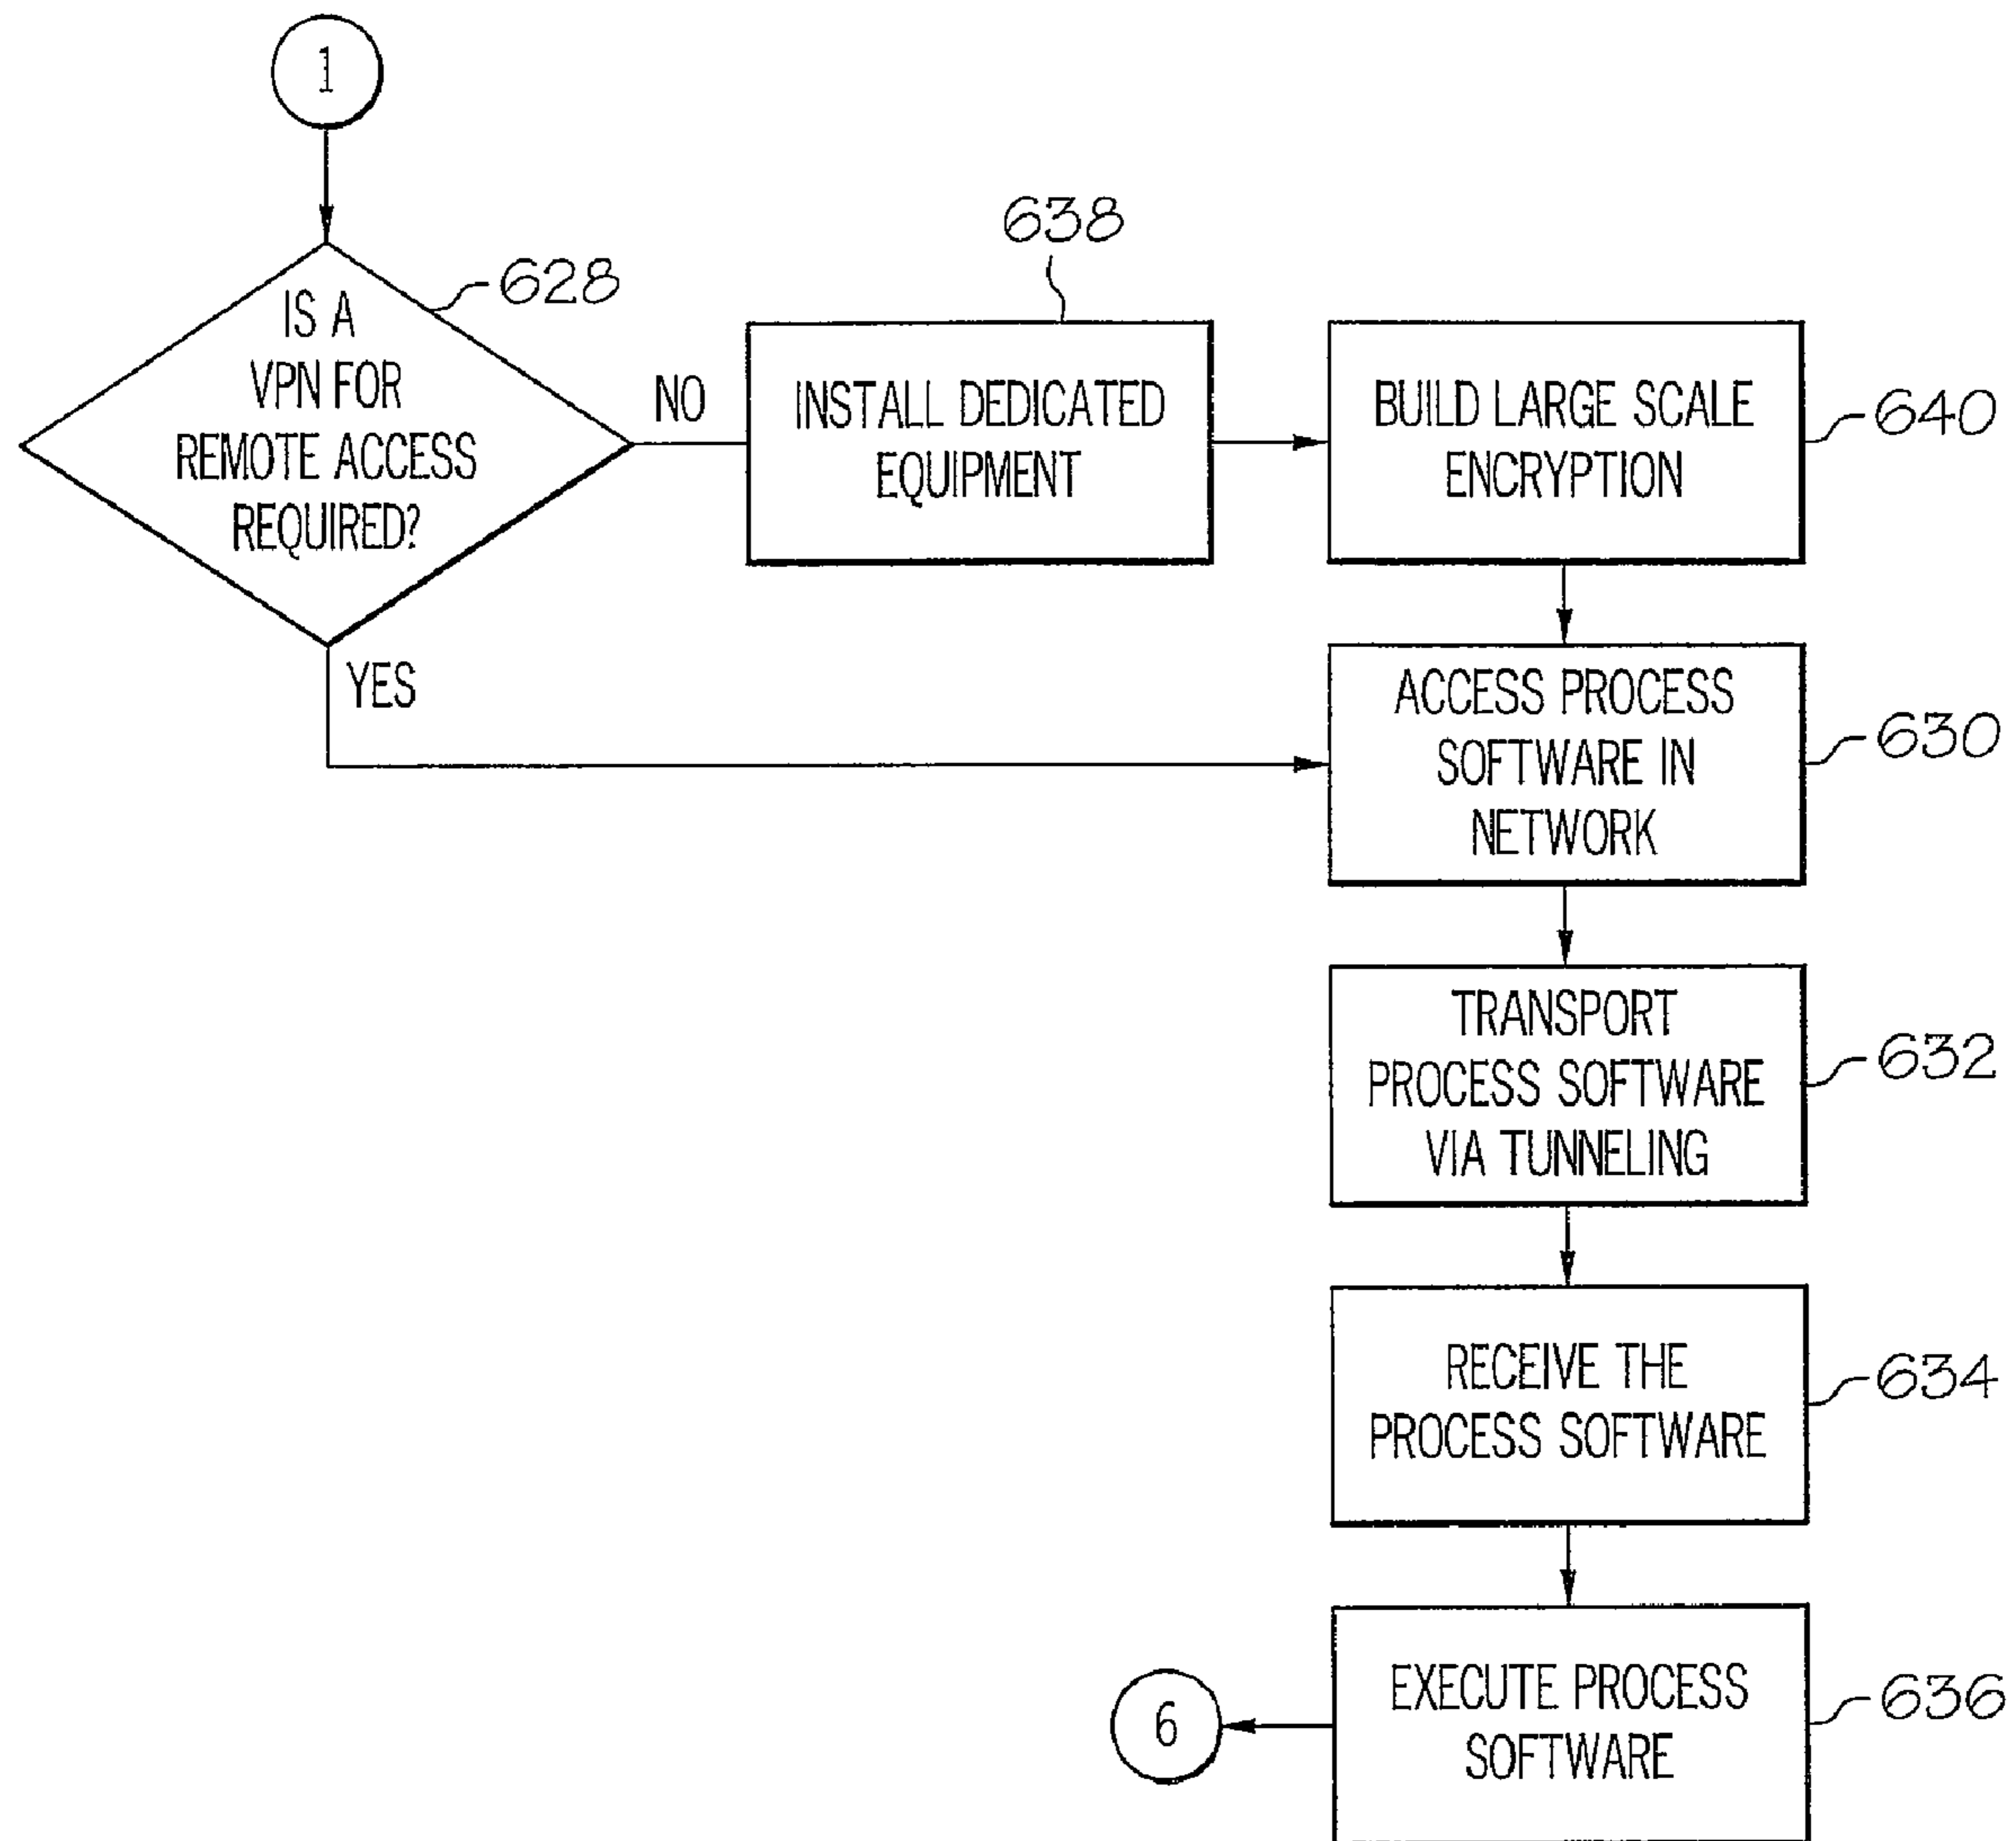 1
IS A
VPN FOR
REMOTE ACCESS
REQUIRED?
628
NO
YES
638
INSTALL DEDICATED
EQUIPMENT
BUILD LARGE SCALE
ENCRYPTION
640
ACCESS PROCESS
SOFTWARE IN
NETWORK
630
TRANSPORT
PROCESS SOFTWARE
VIA TUNNELING
632
RECEIVE THE
PROCESS SOFTWARE
634
EXECUTE PROCESS
SOFTWARE
636
6